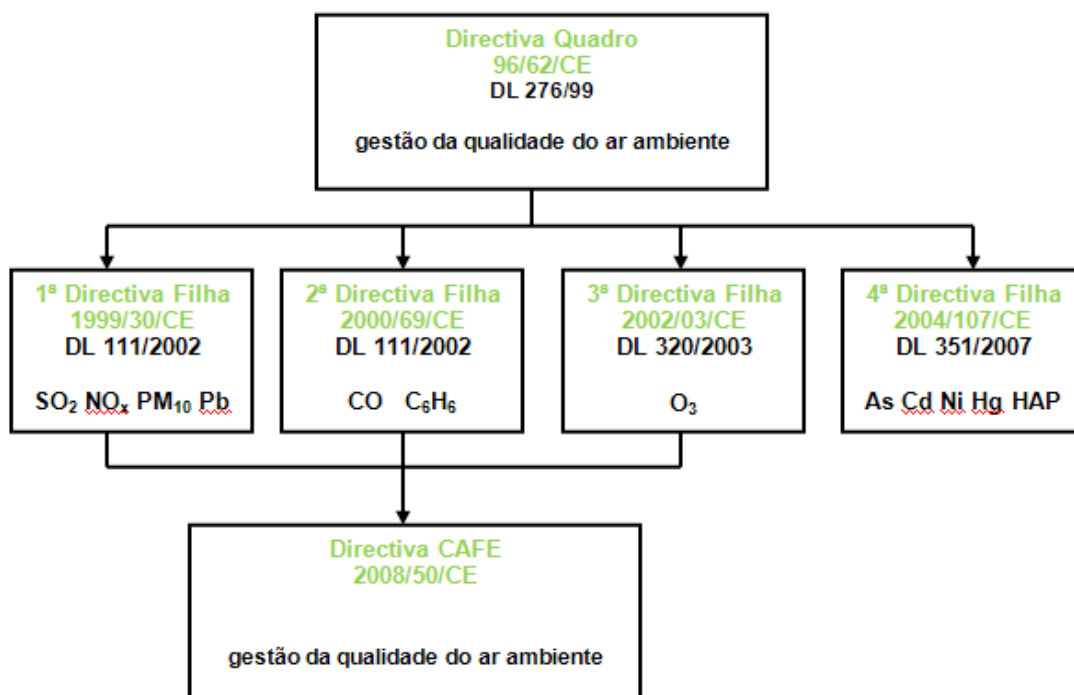 Directiva Quadro
96/62/CE
DL 276/99
gestão da qualidade do ar ambiente
1ª Directiva Filha
1999/30/CE
DL 111/2002
SO₂ NOₓ PM₁₀ Pb
2ª Directiva Filha
2000/69/CE
DL 111/2002
CO C₆H₆
3ª Directiva Filha
2002/03/CE
DL 320/2003
O₃
4ª Directiva Filha
2004/107/CE
DL 351/2007
As Cd Ni Hg HAP
Directiva CAFE
2008/50/CE
gestão da qualidade do ar ambiente